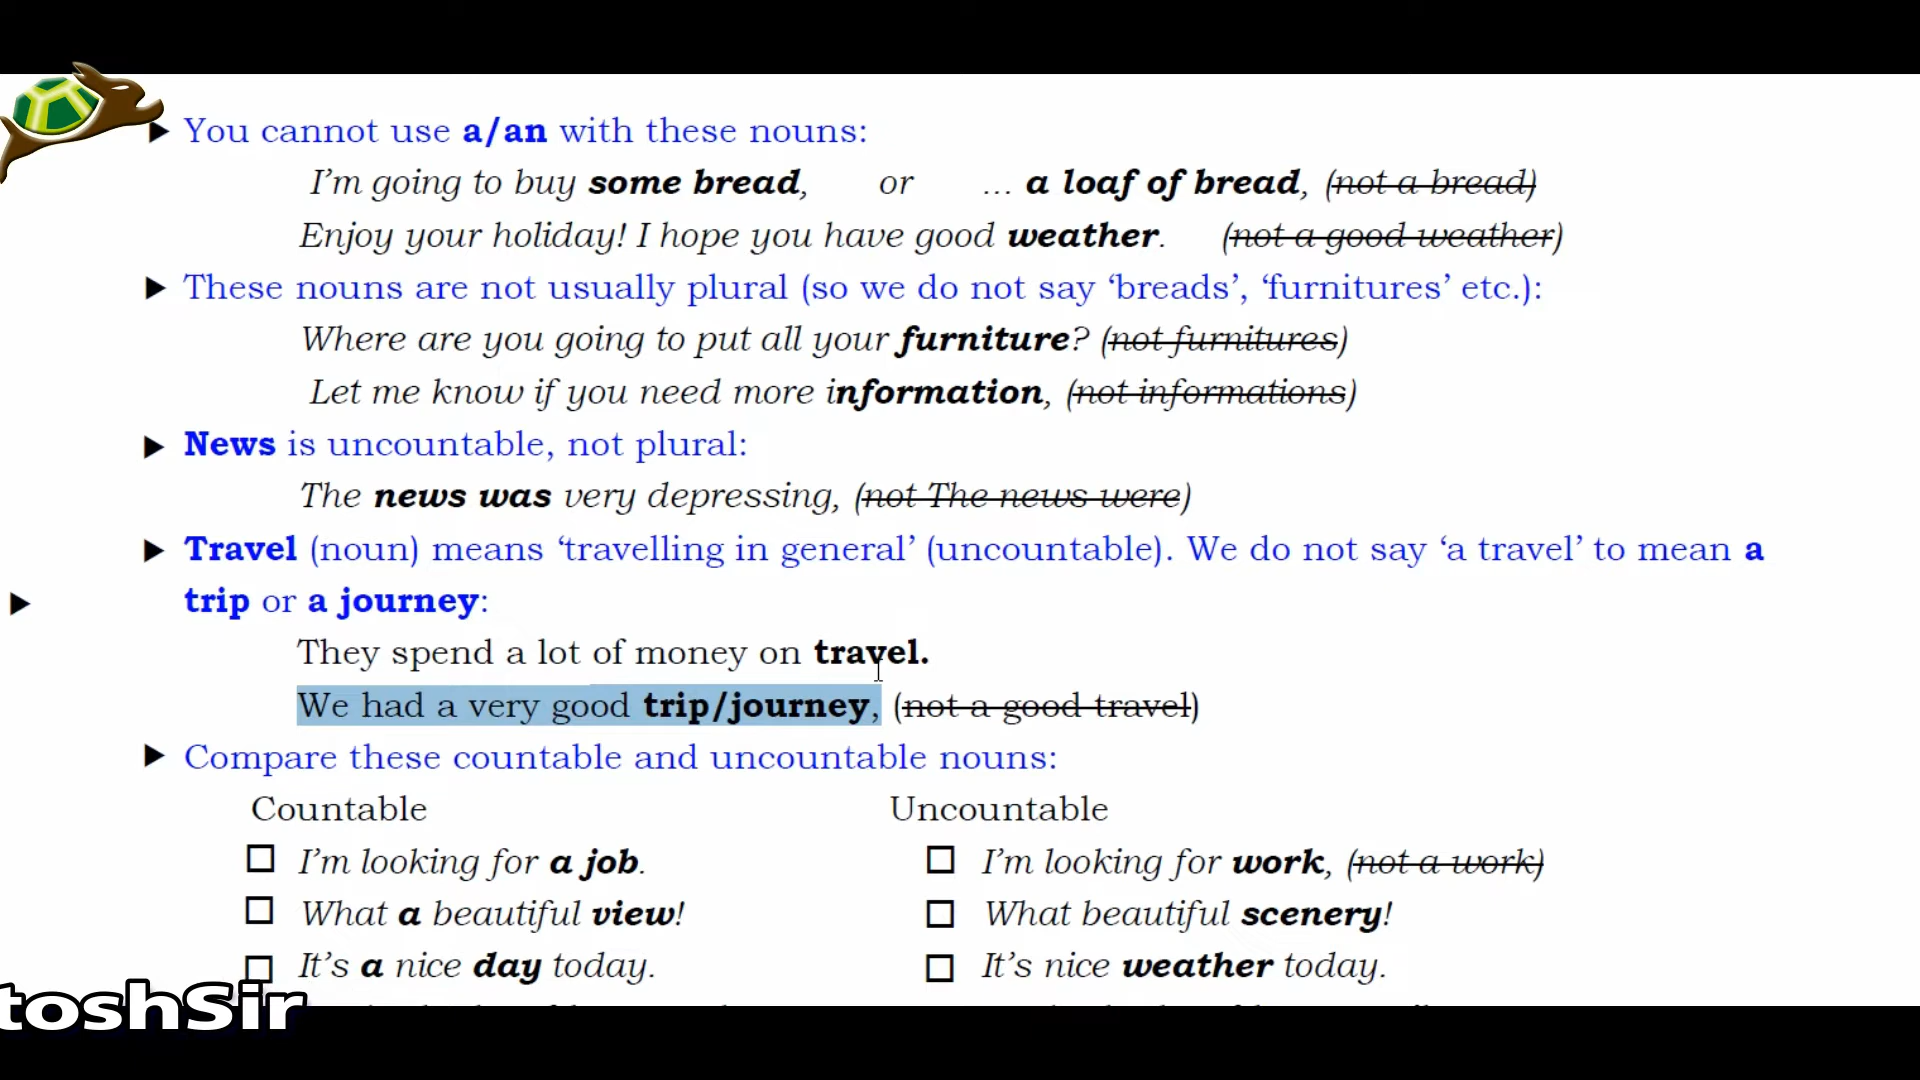 ► You cannot use a/an with these nouns:
I'm going to buy some bread, or ... a loaf of bread, (not a bread)
Enjoy your holiday! I hope you have good weather. (not a good weather)
► These nouns are not usually plural (so we do not say ‘breads’, ‘furnitures’ etc.):
Where are you going to put all your furniture? (not furnitures)
Let me know if you need more information, (not informations)
► News is uncountable, not plural:
The news was very depressing, (not The news were)
► Travel (noun) means ‘travelling in general’ (uncountable). We do not say ‘a travel’ to mean a
► trip or a journey:
They spend a lot of money on travel.
We had a very good trip/journey, (not a good travel)
► Compare these countable and uncountable nouns:
Countable Uncountable
☐ I'm looking for a job. ☐ I'm looking for work, (not a work)
☐ What a beautiful view! ☐ What beautiful scenery!
☐ It's a nice day today. ☐ It's nice weather today.
toshSir